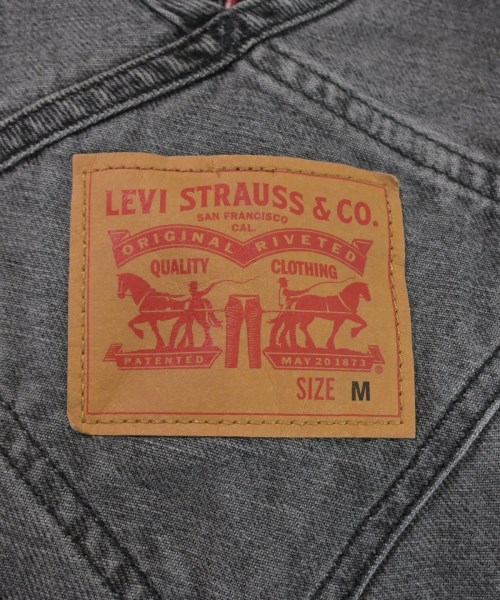 LEVI STRAUSS & CO.
SAN FRANCISCO
CAL.
ORIGINAL RIVETED
QUALITY CLOTHING
PATENTED MAY 20 1873 ®
SIZE M